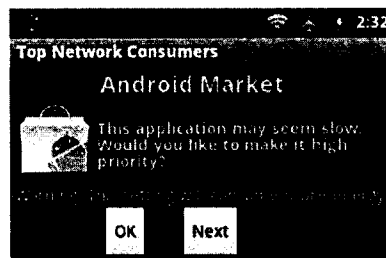 2:32
Top Network Consumers
Android Market
This application may seem slow.
Would you like to make it high
priority?
OK Next